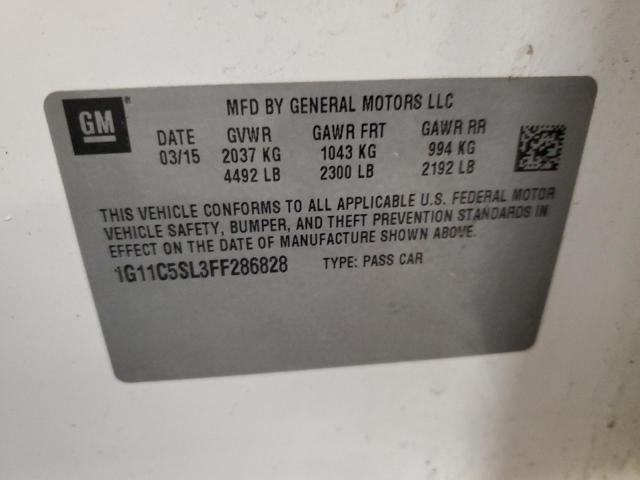 GM
MFD BY GENERAL MOTORS LLC
DATE GVWR GAWR FRT GAWR RR
03/15 2037 KG 1043 KG 994 KG
4492 LB 2300 LB 2192 LB
THIS VEHICLE CONFORMS TO ALL APPLICABLE U.S. FEDERAL MOTOR
VEHICLE SAFETY, BUMPER, AND THEFT PREVENTION STANDARDS IN
EFFECT ON THE DATE OF MANUFACTURE SHOWN ABOVE.
1G11C5SL3FF286828 TYPE: PASS CAR